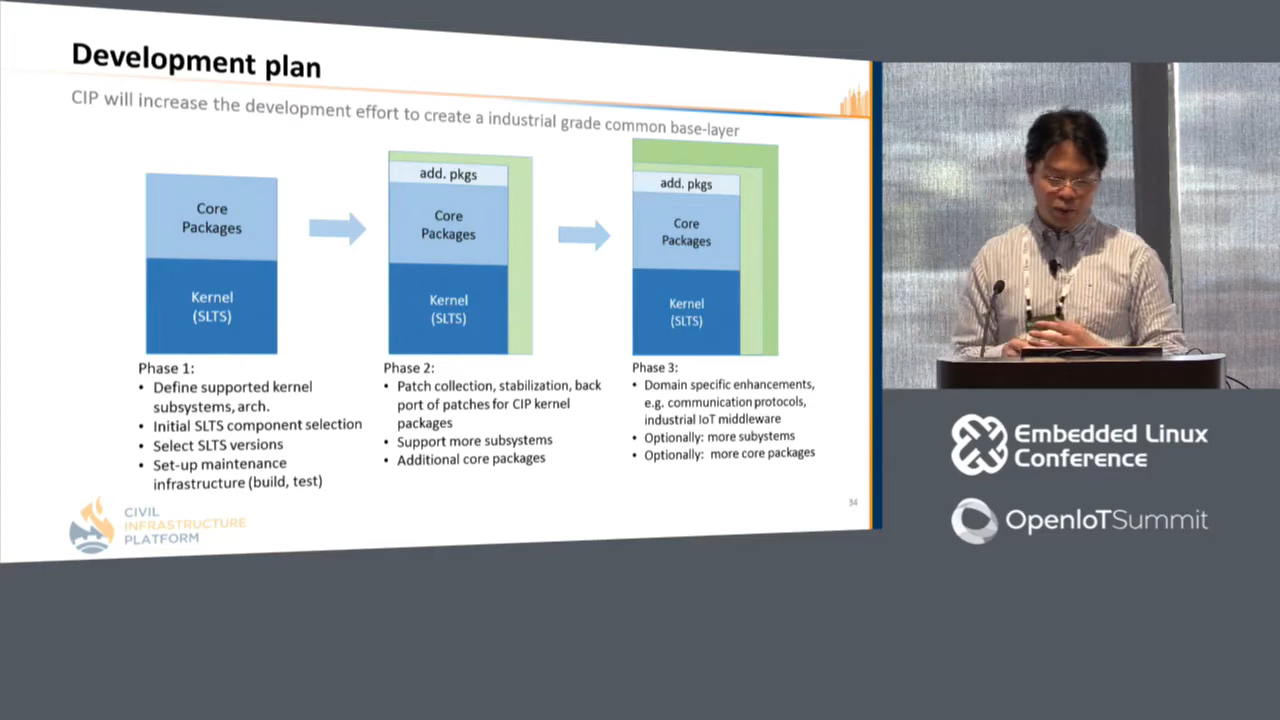 Development plan
CIP will increase the development effort to create a industrial grade common base-layer
Core
Packages
Kernel
(SLTS)
add. pkgs
Core
Packages
Kernel
(SLTS)
add. pkgs
Core
Packages
Kernel
(SLTS)
Phase 1:
• Define supported kernel
subsystems, arch.
• Initial SLTS component selection
• Select SLTS versions
• Set-up maintenance
infrastructure (build, test)
Phase 2:
• Patch collection, stabilization, back
port of patches for CIP kernel
packages
• Support more subsystems
• Additional core packages
Phase 3:
• Domain specific enhancements,
e.g. communication protocols,
industrial IoT middleware
• Optionally: more subystems
• Optionally: more core packages
34
CIVIL
INFRASTRUCTURE
PLATFORM
Embedded Linux
Conference
OpenIoTSummit